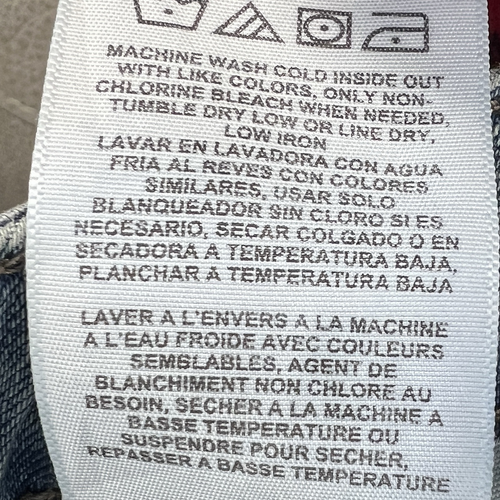 MACHINE WASH COLD INSIDE OUT
WITH LIKE COLORS, ONLY NON-
CHLORINE BLEACH WHEN NEEDED,
TUMBLE DRY LOW OR LINE DRY,
LOW IRON
LAVAR EN LAVADORA CON AGUA
FRIA AL REVES CON COLORES
SIMILARES, USAR SOLO
BLANQUEADOR SIN CLORO SI ES
NECESARIO, SECAR COLGADO O EN
SECADORA A TEMPERATURA BAJA,
PLANCHAR A TEMPERATURA BAJA
LAVER A L'ENVERS A LA MACHINE
A L'EAU FROIDE AVEC COULEURS
SEMBLABLES, AGENT DE
BLANCHIMENT NON CHLORE AU
BESOIN, SECHER A LA MACHINE A
BASSE TEMPERATURE OU
SUSPENDRE POUR SECHER,
REPASSER A BASSE TEMPERATURE